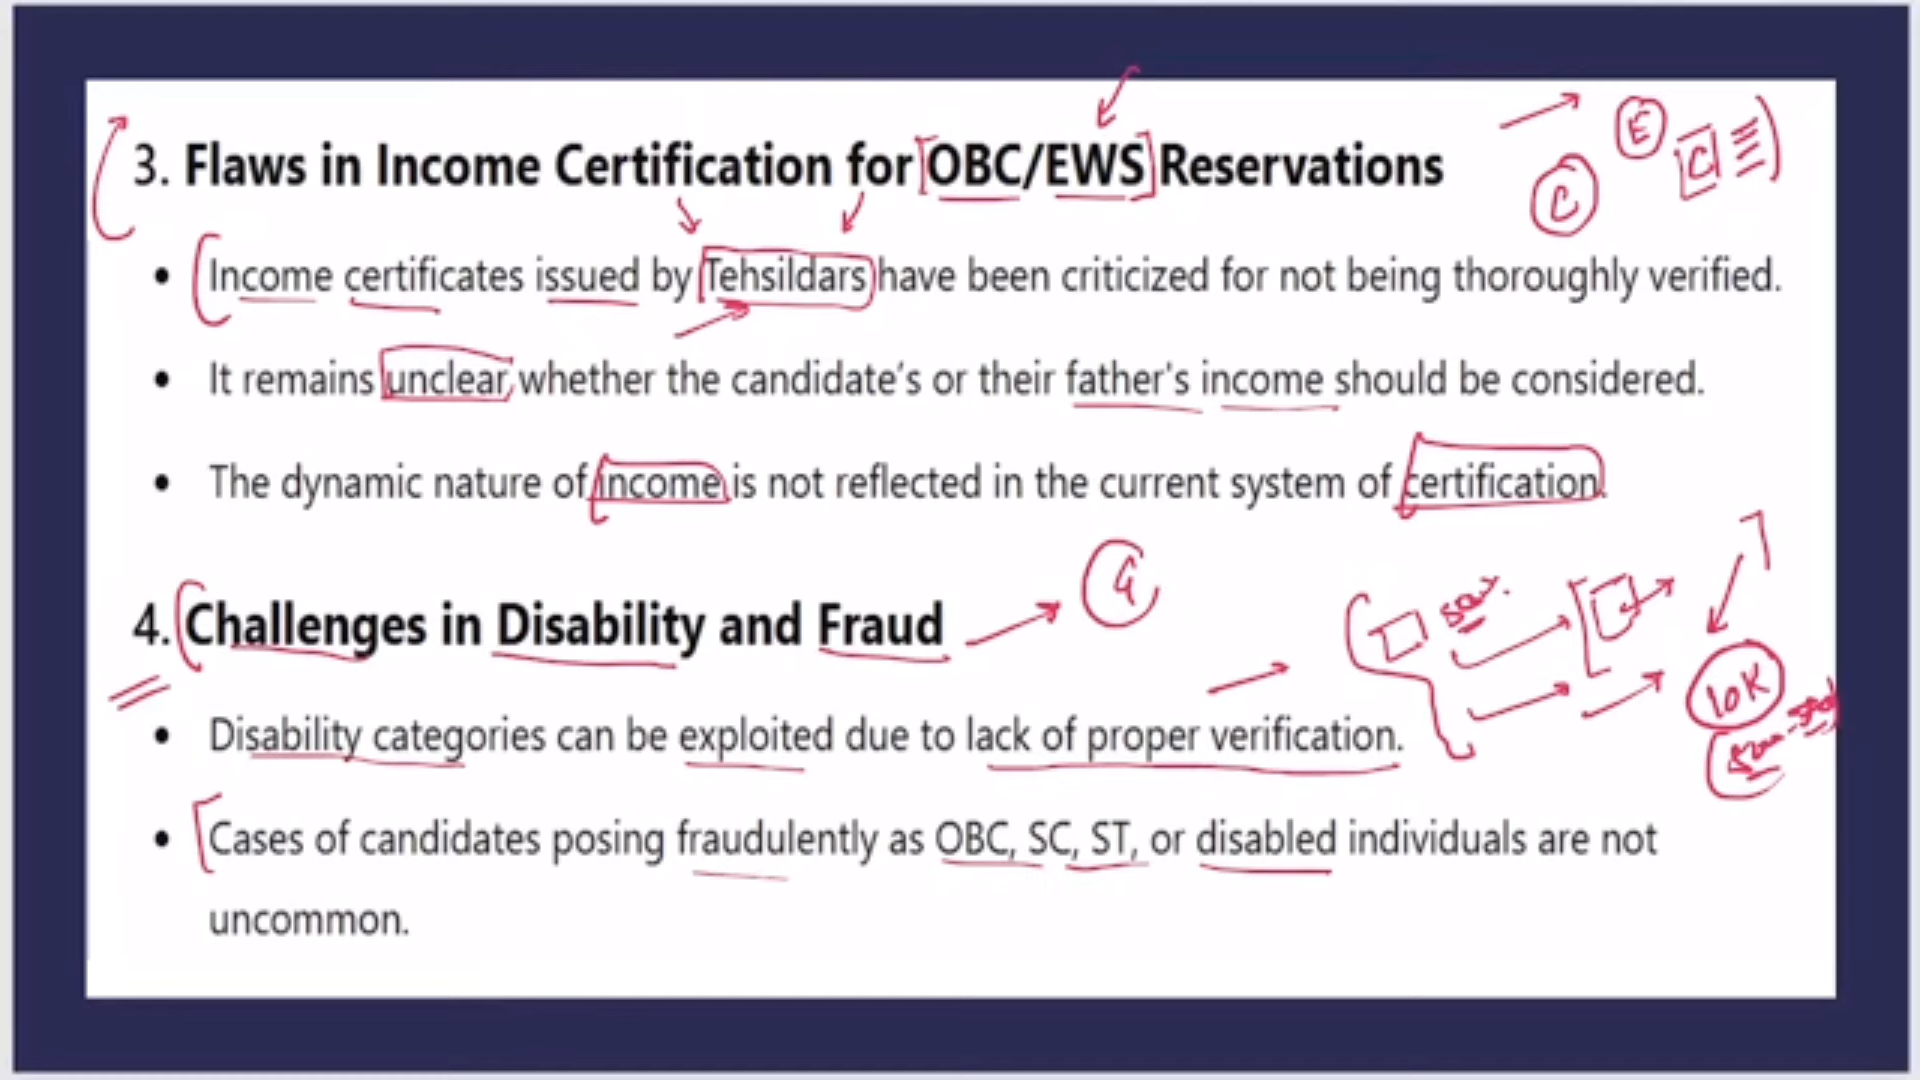 3. Flaws in Income Certification for OBC/EWS Reservations
E
C
C
• Income certificates issued by Tehsildars have been criticized for not being thoroughly verified.
• It remains unclear whether the candidate's or their father's income should be considered.
• The dynamic nature of income is not reflected in the current system of certification.
4. Challenges in Disability and Fraud
10K
• Disability categories can be exploited due to lack of proper verification.
• Cases of candidates posing fraudulently as OBC, SC, ST, or disabled individuals are not
uncommon.